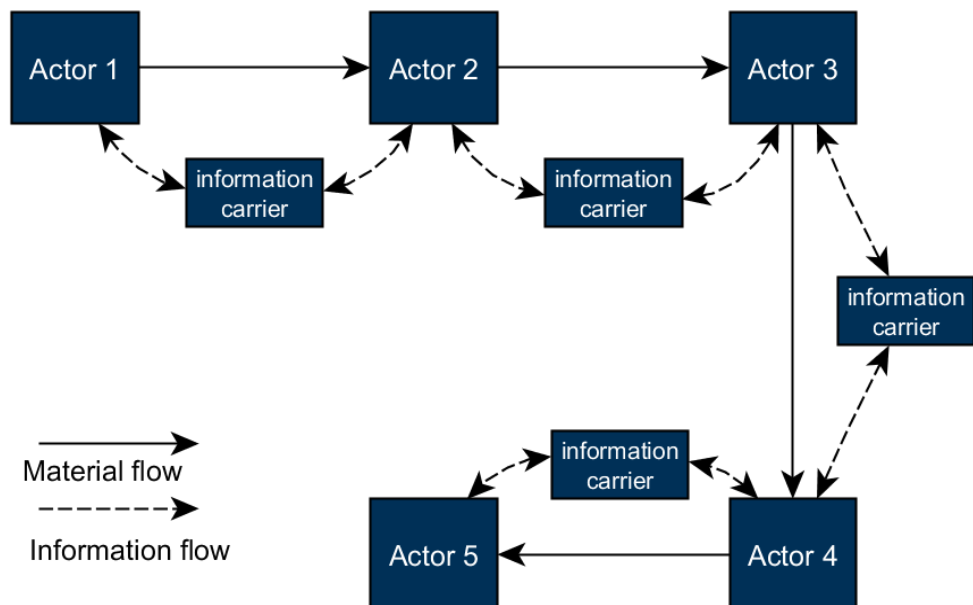 Actor 1
Actor 2
Actor 3
information
carrier
information
carrier
information
carrier
information
carrier
Material flow
Information flow
Actor 5
Actor 4